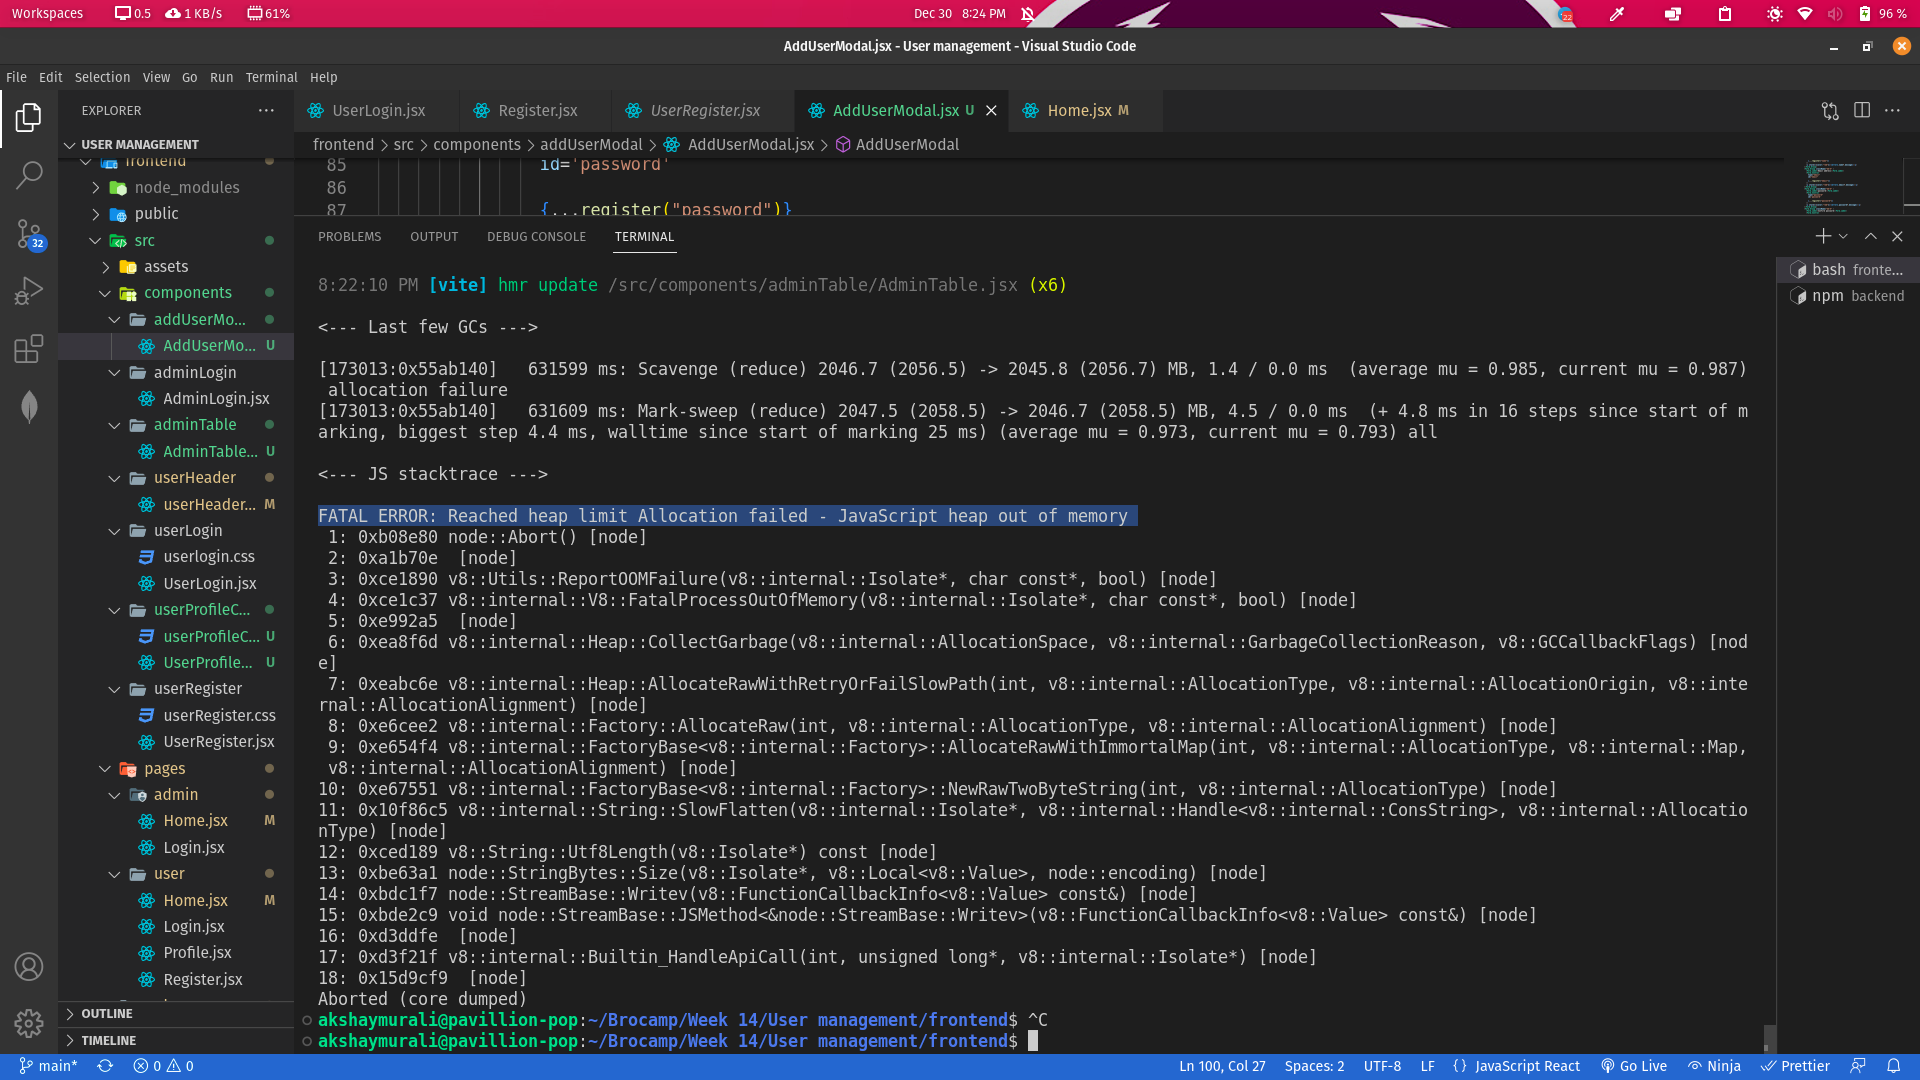 Workspaces 0.5 1 KB/s 61% Dec 30 8:24 PM 22 96 %
AddUserModal.jsx - User management - Visual Studio Code
File Edit Selection View Go Run Terminal Help
EXPLORER
USER MANAGEMENT
frontend
node_modules
public
src
assets
components
addUserMo...
AddUserMo... U
adminLogin
AdminLogin.jsx
adminTable
AdminTable... U
userHeader
userHeader... M
userLogin
userlogin.css
UserLogin.jsx
userProfileC...
userProfileC... U
UserProfile... U
userRegister
userRegister.css
UserRegister.jsx
pages
admin
Home.jsx M
Login.jsx
user
Home.jsx M
Login.jsx
Profile.jsx
Register.jsx
OUTLINE
TIMELINE
32
UserLogin.jsx Register.jsx UserRegister.jsx AddUserModal.jsx U Home.jsx M
frontend > src > components > addUserModal > AddUserModal.jsx > AddUserModal
85 id='password'
86
87 {...register("password")}
PROBLEMS OUTPUT DEBUG CONSOLE TERMINAL
bash fronte...
npm backend
8:22:10 PM [vite] hmr update /src/components/adminTable/AdminTable.jsx (x6)
<--- Last few GCs --->
[173013:0x55ab140]   631599 ms: Scavenge (reduce) 2046.7 (2056.5) -> 2045.8 (2056.7) MB, 1.4 / 0.0 ms  (average mu = 0.985, current mu = 0.987)
 allocation failure
[173013:0x55ab140]   631609 ms: Mark-sweep (reduce) 2047.5 (2058.5) -> 2046.7 (2058.5) MB, 4.5 / 0.0 ms  (+ 4.8 ms in 16 steps since start of m
arking, biggest step 4.4 ms, walltime since start of marking 25 ms) (average mu = 0.973, current mu = 0.793) all
<--- JS stacktrace --->
FATAL ERROR: Reached heap limit Allocation failed - JavaScript heap out of memory
 1: 0xb08e80 node::Abort() [node]
 2: 0xa1b70e  [node]
 3: 0xce1890 v8::Utils::ReportOOMFailure(v8::internal::Isolate*, char const*, bool) [node]
 4: 0xce1c37 v8::internal::V8::FatalProcessOutOfMemory(v8::internal::Isolate*, char const*, bool) [node]
 5: 0xe992a5  [node]
 6: 0xea8f6d v8::internal::Heap::CollectGarbage(v8::internal::AllocationSpace, v8::internal::GarbageCollectionReason, v8::GCCallbackFlags) [nod
e]
 7: 0xeabc6e v8::internal::Heap::AllocateRawWithRetryOrFailSlowPath(int, v8::internal::AllocationType, v8::internal::AllocationOrigin, v8::inte
rnal::AllocationAlignment) [node]
 8: 0xe6cee2 v8::internal::Factory::AllocateRaw(int, v8::internal::AllocationType, v8::internal::AllocationAlignment) [node]
 9: 0xe654f4 v8::internal::FactoryBase<v8::internal::Factory>::AllocateRawWithImmortalMap(int, v8::internal::AllocationType, v8::internal::Map,
 v8::internal::AllocationAlignment) [node]
10: 0xe67551 v8::internal::FactoryBase<v8::internal::Factory>::NewRawTwoByteString(int, v8::internal::AllocationType) [node]
11: 0x10f86c5 v8::internal::String::SlowFlatten(v8::internal::Isolate*, v8::internal::Handle<v8::internal::ConsString>, v8::internal::Allocatio
nType) [node]
12: 0xced189 v8::String::Utf8Length(v8::Isolate*) const [node]
13: 0xbe63a1 node::StringBytes::Size(v8::Isolate*, v8::Local<v8::Value>, node::encoding) [node]
14: 0xbdc1f7 node::StreamBase::Writev(v8::FunctionCallbackInfo<v8::Value> const&) [node]
15: 0xbde2c9 void node::StreamBase::JSMethod<&node::StreamBase::Writev>(v8::FunctionCallbackInfo<v8::Value> const&) [node]
16: 0xd3ddfe  [node]
17: 0xd3f21f v8::internal::Builtin_HandleApiCall(int, unsigned long*, v8::internal::Isolate*) [node]
18: 0x15d9cf9  [node]
Aborted (core dumped)
akshaymurali@pavillion-pop:~/Brocamp/Week 14/User management/frontend$ ^C
akshaymurali@pavillion-pop:~/Brocamp/Week 14/User management/frontend$
main* 0 0 Ln 100, Col 27 Spaces: 2 UTF-8 LF {} JavaScript React Go Live Ninja Prettier